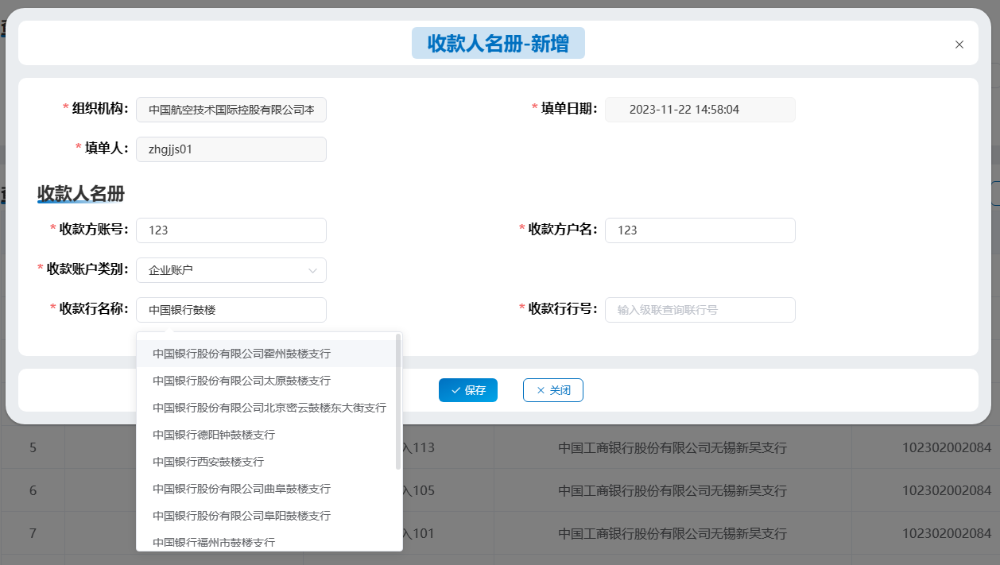 收款人名册-新增
* 组织机构: 中国航空技术国际控股有限公司本
* 填单日期: 2023-11-22 14:58:04
* 填单人: zhgjjs01
收款人名册
* 收款方账号: 123
* 收款方户名: 123
* 收款账户类别: 企业账户
* 收款行名称: 中国银行鼓楼
* 收款行行号: 输入级联查询联行号
中国银行股份有限公司霍州鼓楼支行
中国银行股份有限公司太原鼓楼支行
中国银行股份有限公司北京密云鼓楼东大街支行
中国银行德阳钟鼓楼支行
中国银行西安鼓楼支行
中国银行股份有限公司曲阜鼓楼支行
中国银行股份有限公司阜阳鼓楼支行
中国银行福州市鼓楼支行
保存
关闭
5 入113 中国工商银行股份有限公司无锡新吴支行 102302002084
6 入105 中国工商银行股份有限公司无锡新吴支行 102302002084
7 入101 中国工商银行股份有限公司无锡新吴支行 102302002084